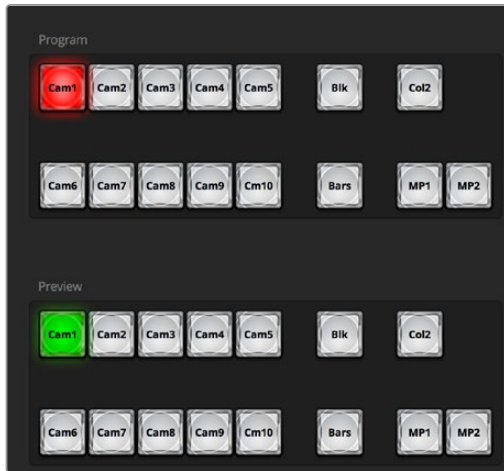 Program
Cam1 Cam2 Cam3 Cam4 Cam5 Blk Col2
Cam6 Cam7 Cam8 Cam9 Cm10 Bars MP1 MP2
Preview
Cam1 Cam2 Cam3 Cam4 Cam5 Blk Col2
Cam6 Cam7 Cam8 Cam9 Cm10 Bars MP1 MP2